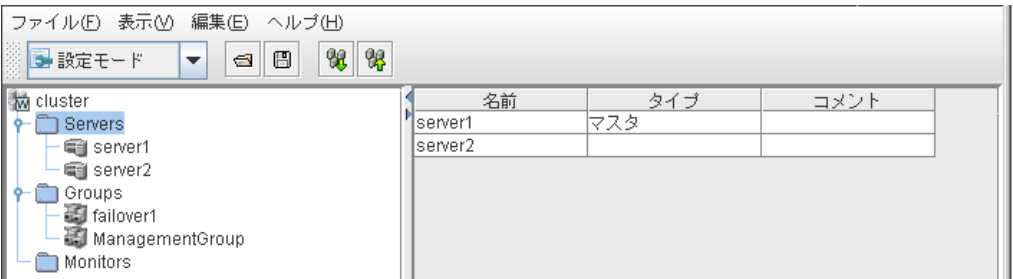 ファイル(F) 表示(V) 編集(E) ヘルプ(H)
設定モード
cluster
Servers
server1
server2
Groups
failover1
ManagementGroup
Monitors
名前 タイプ コメント
server1 マスタ
server2